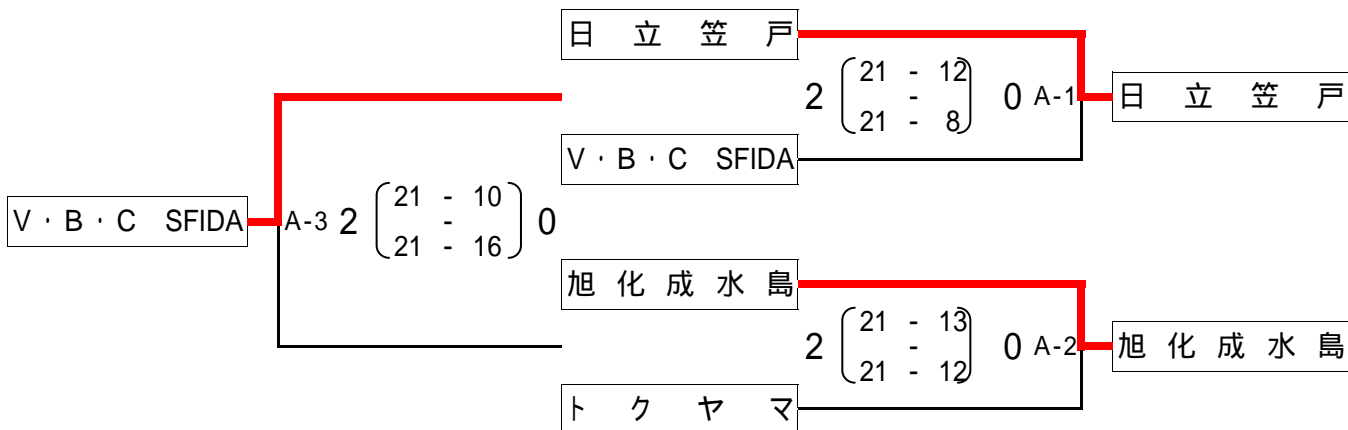 日立笠戸
2 21 - 12 0 A-1
-
21 - 8
日立笠戸
V・B・C SFIDA
V・B・C SFIDA
A-3 2 21 - 10 0
-
21 - 16
旭化成水島
2 21 - 13 0 A-2
-
21 - 12
旭化成水島
トクヤマ